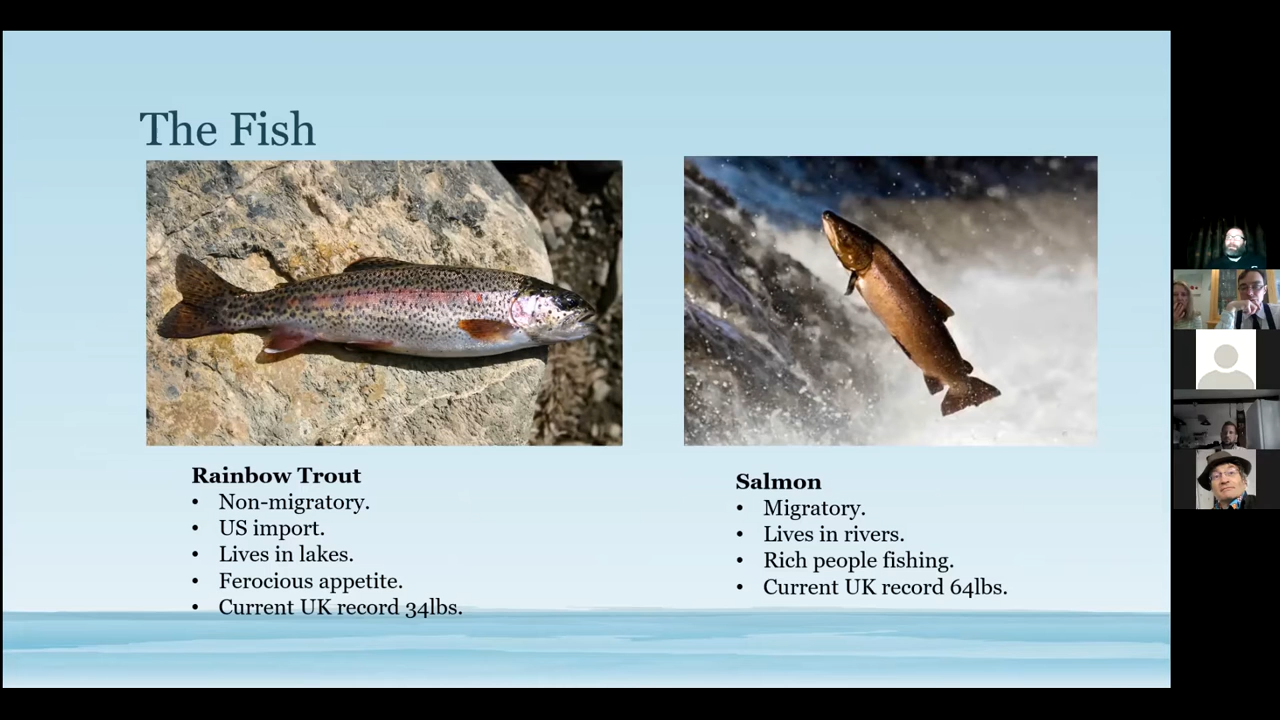 The Fish
Rainbow Trout
• Non-migratory.
• US import.
• Lives in lakes.
• Ferocious appetite.
• Current UK record 34lbs.
Salmon
• Migratory.
• Lives in rivers.
• Rich people fishing.
• Current UK record 64lbs.